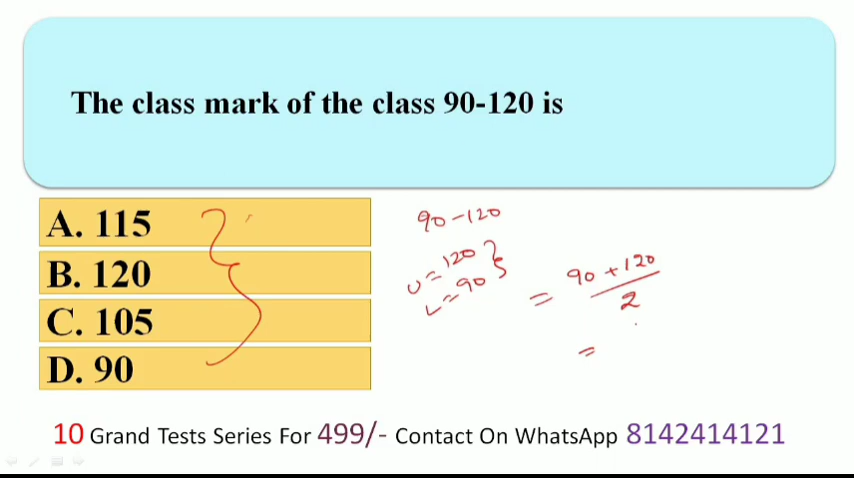 The class mark of the class 90-120 is
A. 115
B. 120
C. 105
D. 90
90-120
U=120
L=90
= 90+120
2
=
10 Grand Tests Series For 499/- Contact On WhatsApp 8142414121